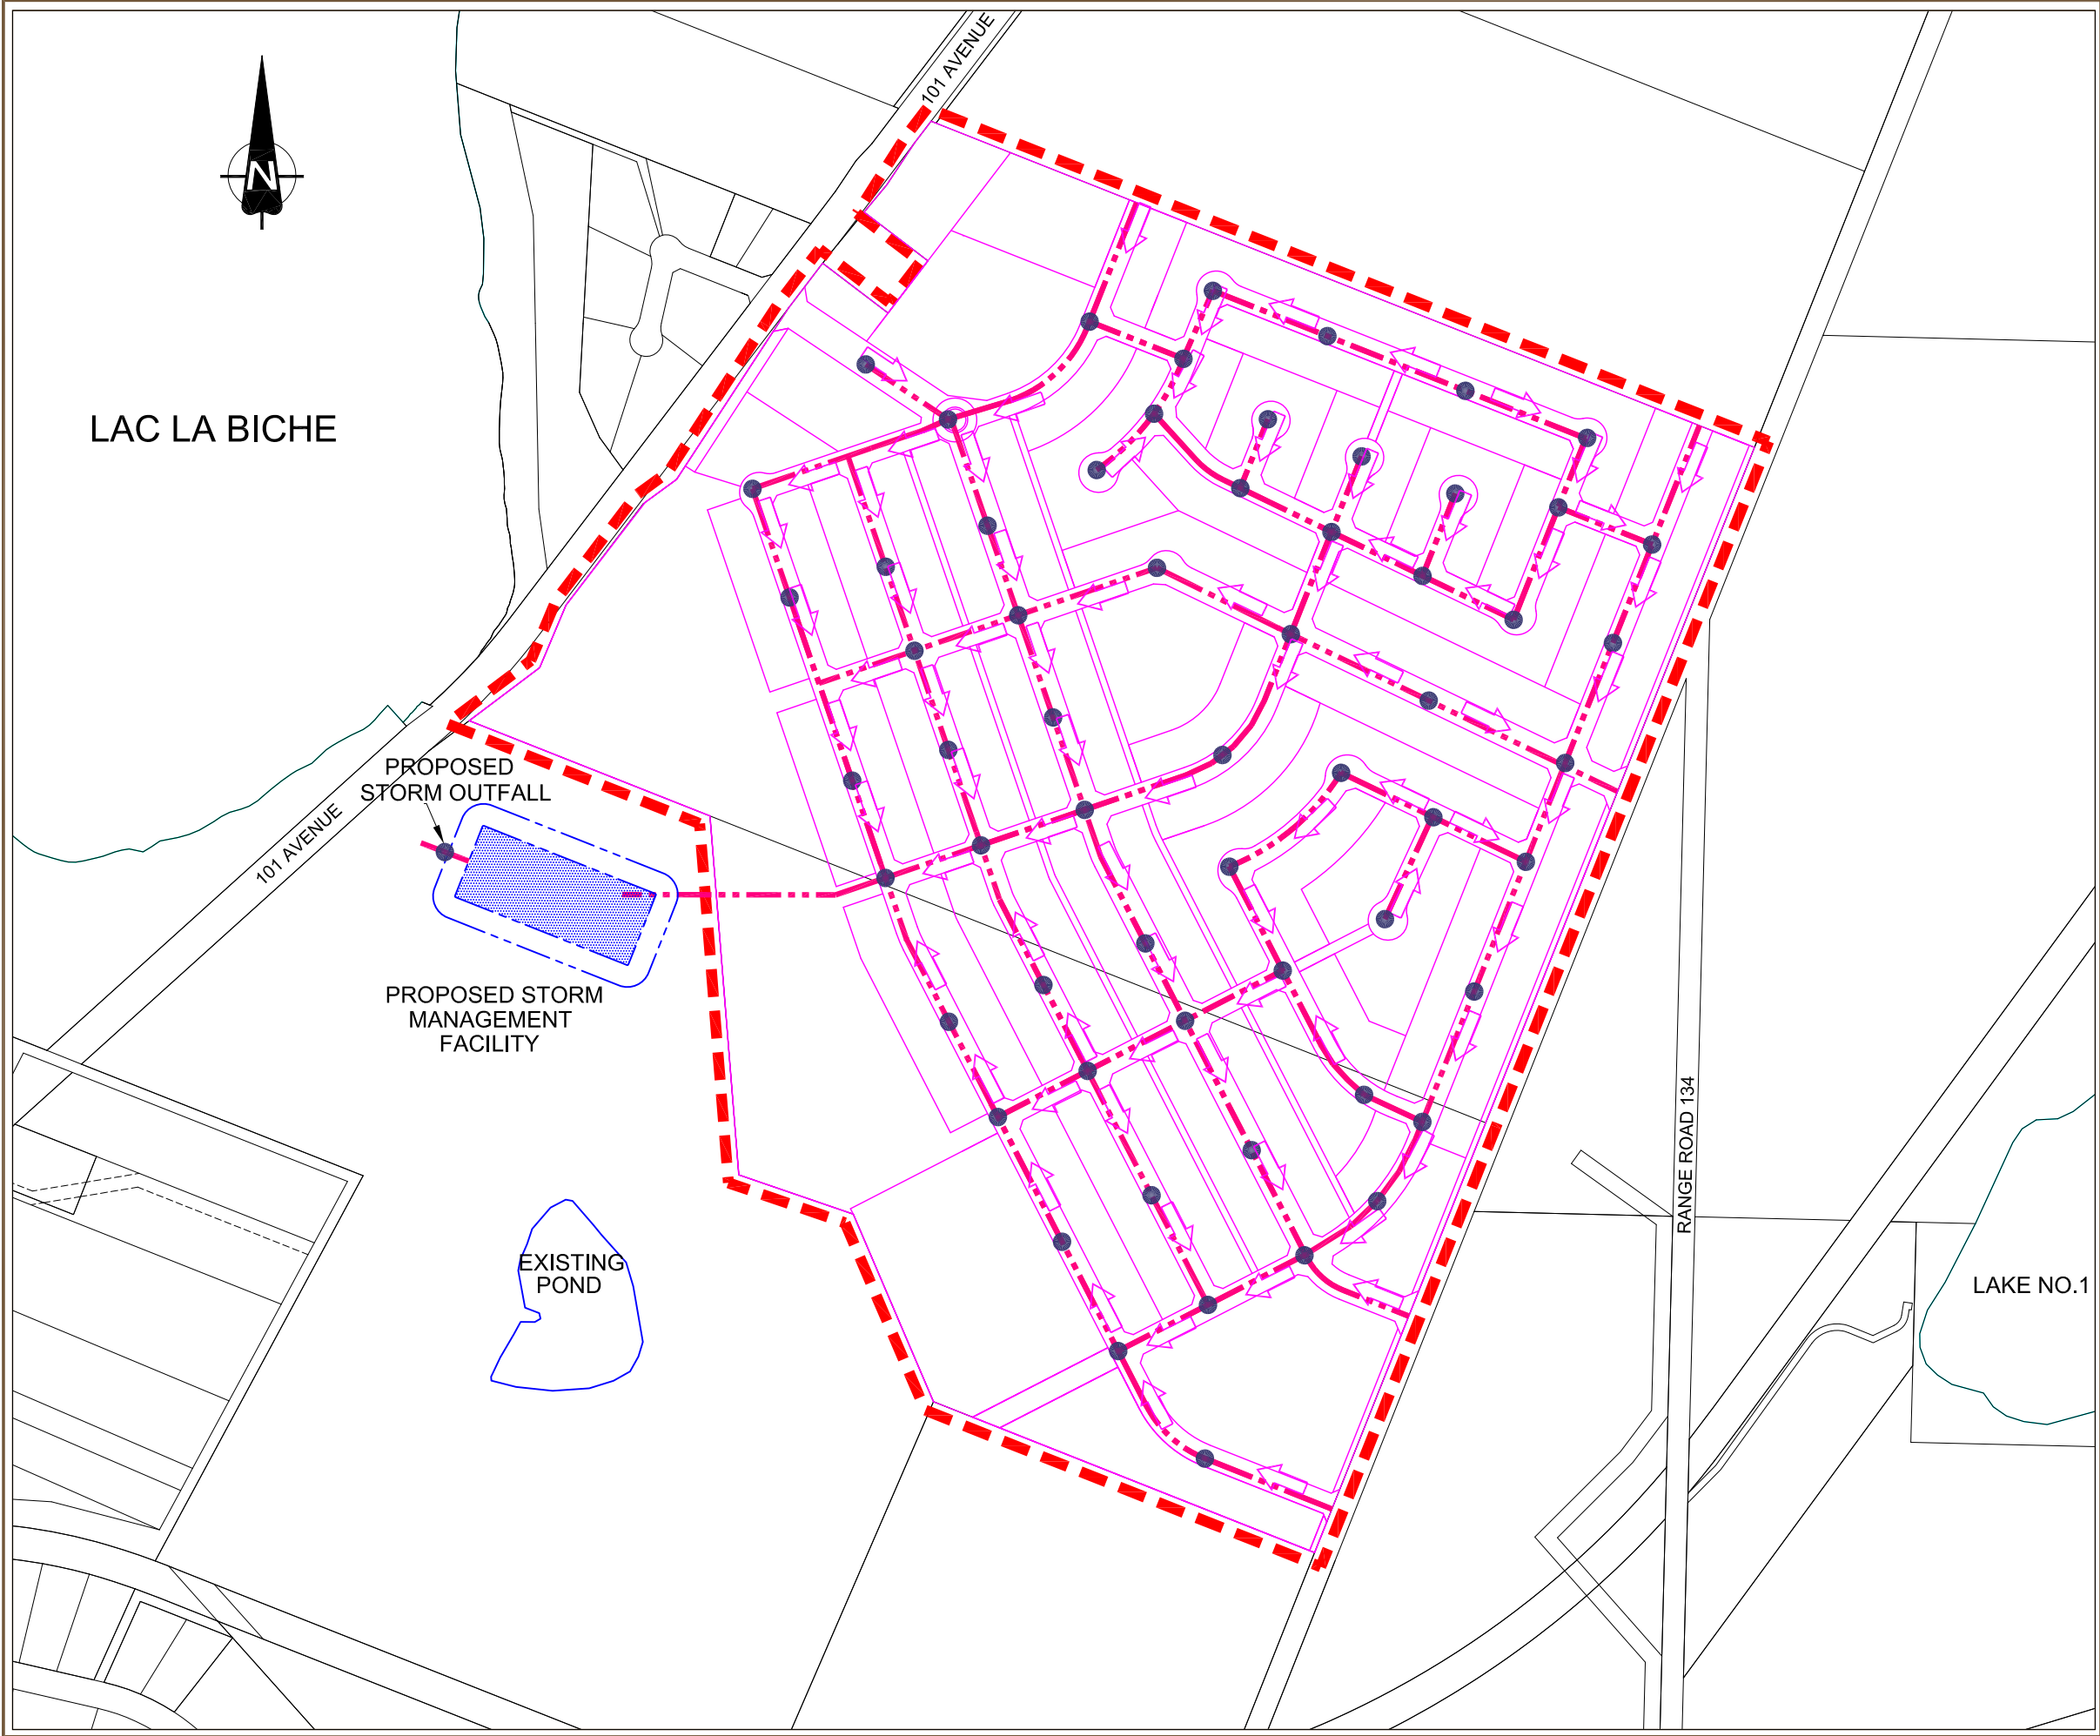 101 AVENUE
N
LAC LA BICHE
PROPOSED
STORM OUTFALL
101 AVENUE
PROPOSED STORM
MANAGEMENT
FACILITY
RANGE ROAD 134
EXISTING
POND
LAKE NO.1